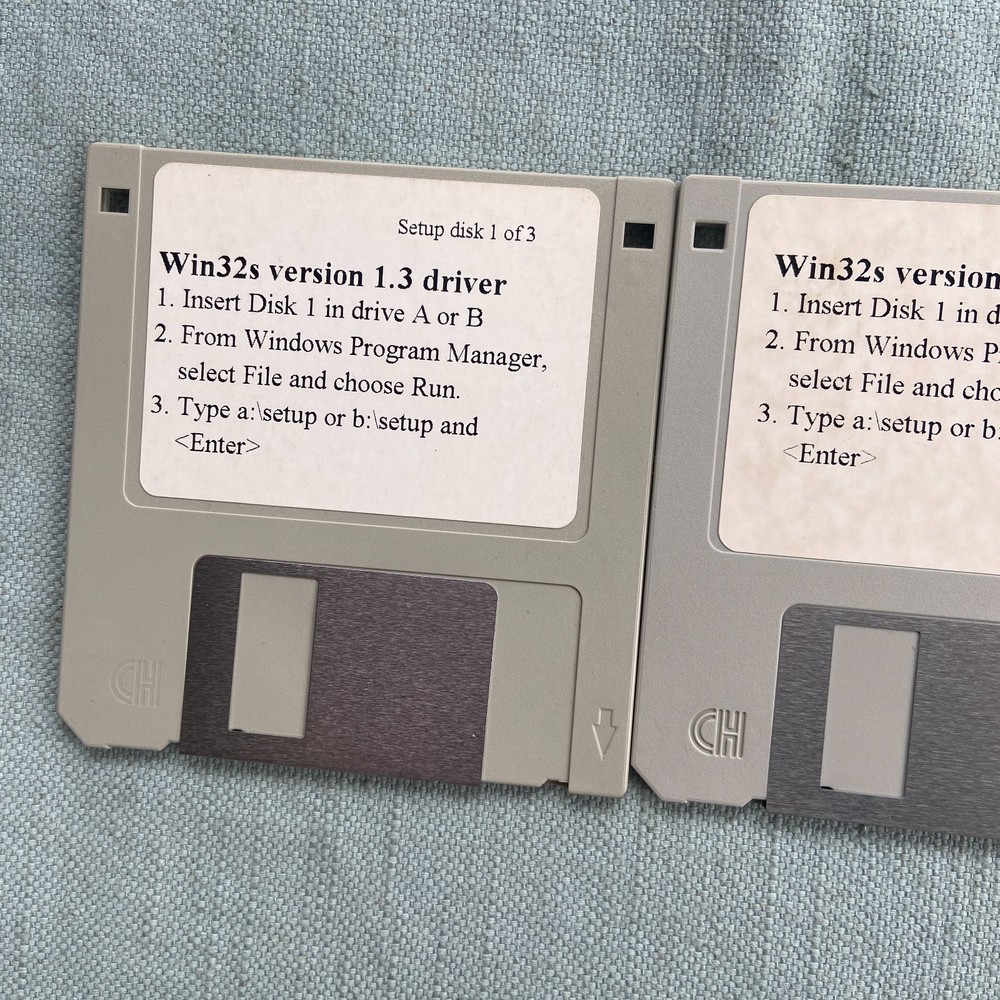 Setup disk 1 of 3
Win32s version 1.3 driver
1. Insert Disk 1 in drive A or B
2. From Windows Program Manager,
select File and choose Run.
3. Type a:\setup or b:\setup and
<Enter>
CH
Win32s version
1. Insert Disk 1 in
2. From Windows
select File and
3. Type a:\setup or
<Enter>
CH